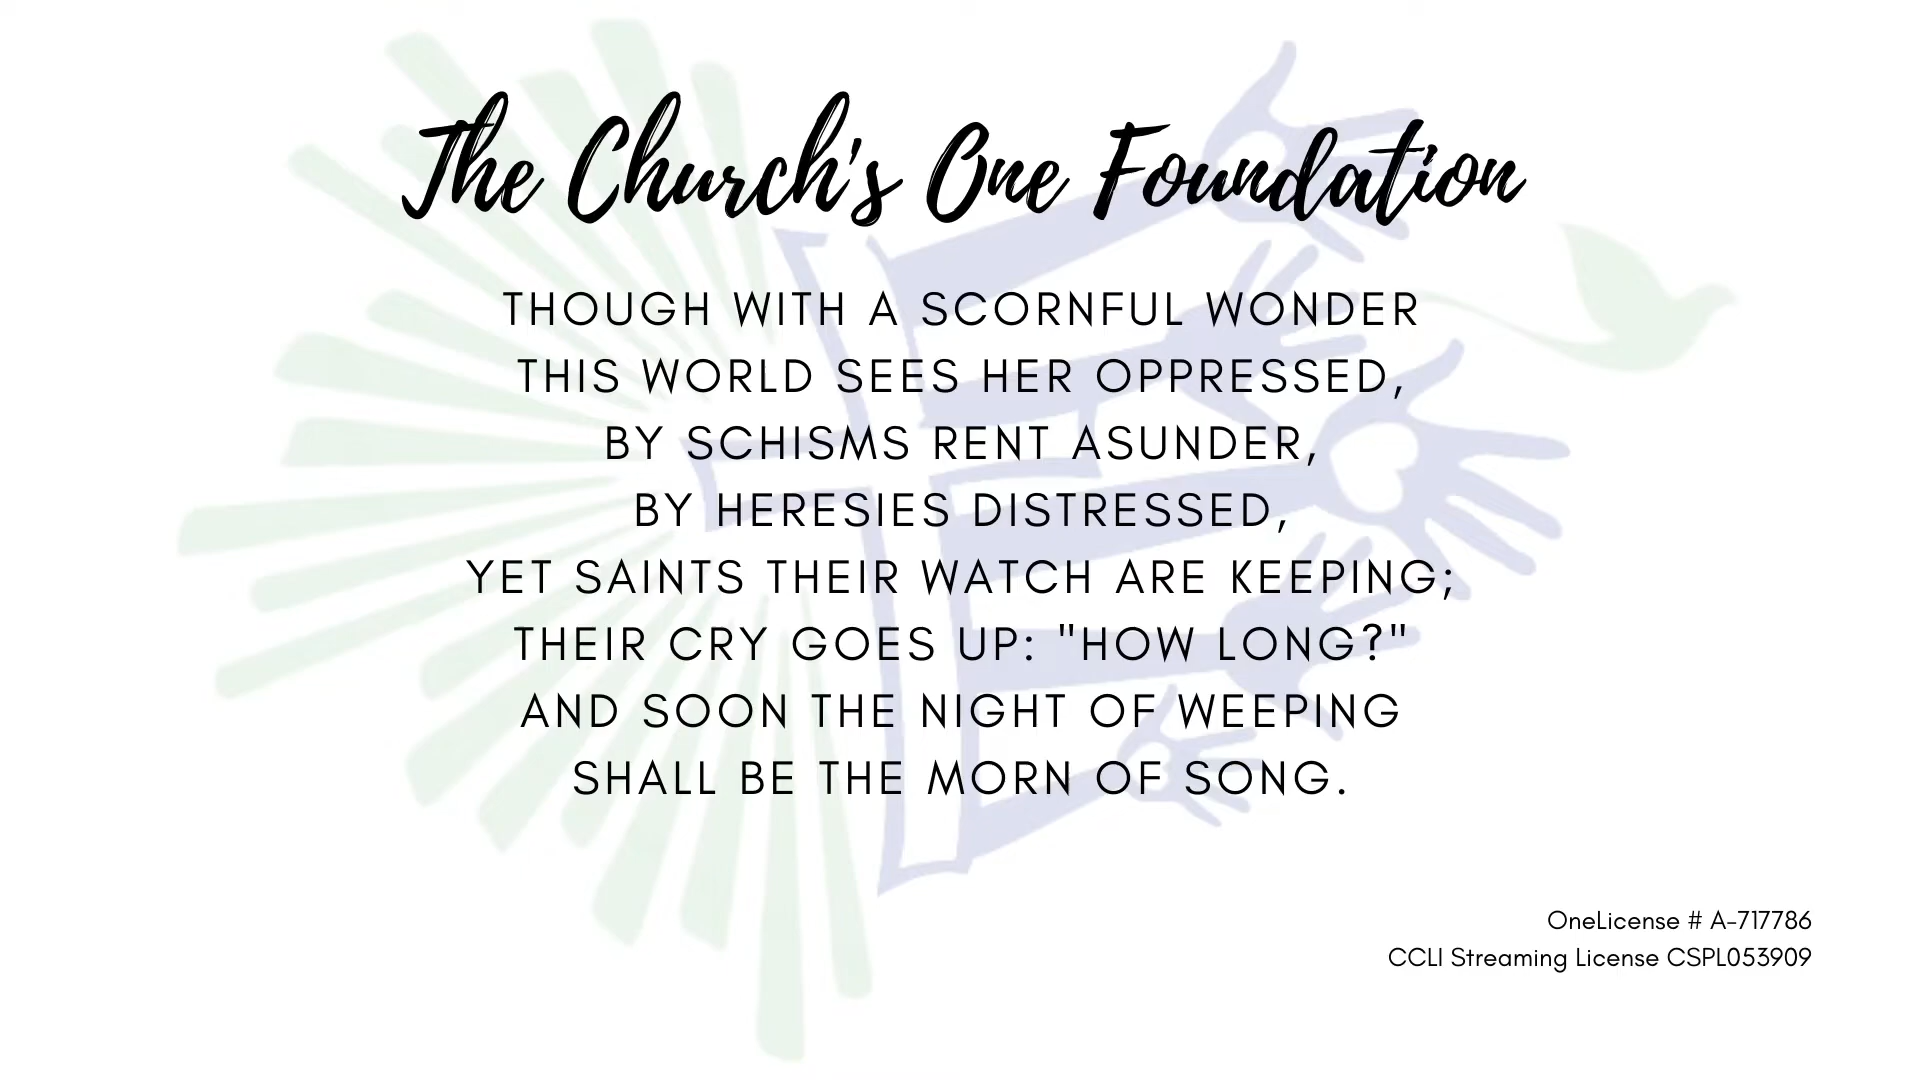 The Church's One Foundation
THOUGH WITH A SCORNFUL WONDER
THIS WORLD SEES HER OPPRESSED,
BY SCHISMS RENT ASUNDER,
BY HERESIES DISTRESSED,
YET SAINTS THEIR WATCH ARE KEEPING;
THEIR CRY GOES UP: "HOW LONG?"
AND SOON THE NIGHT OF WEEPING
SHALL BE THE MORN OF SONG.
OneLicense # A-717786
CCLI Streaming License CSPL053909